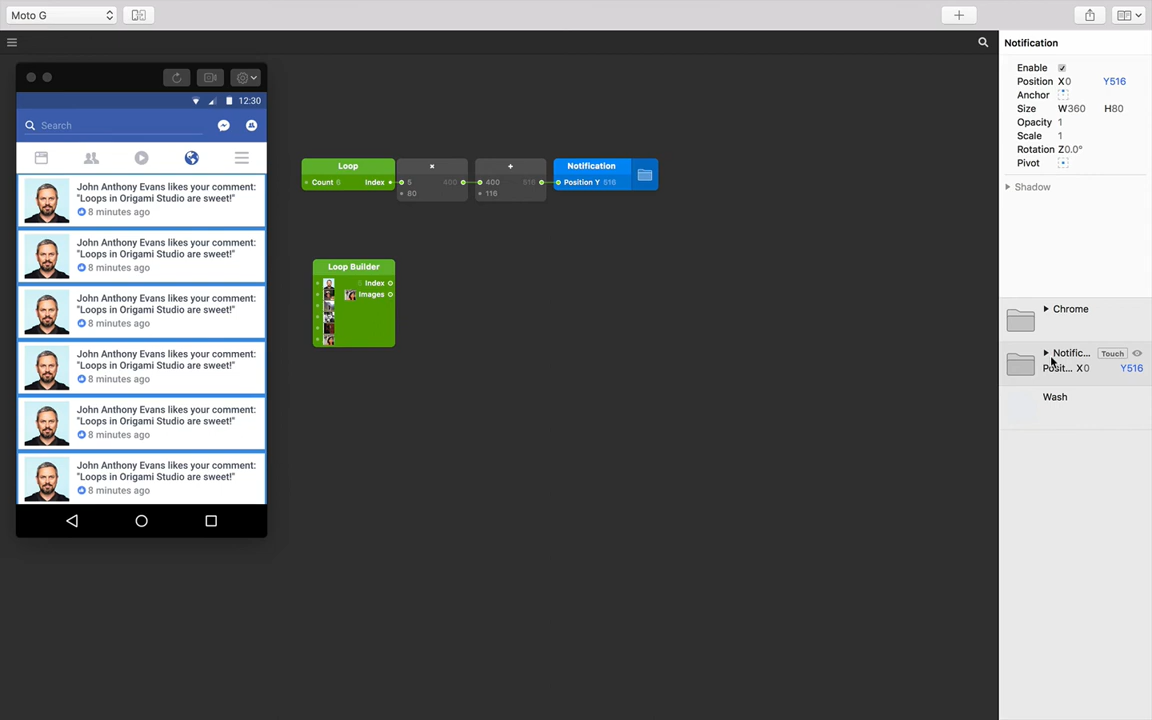 Moto G
Notification
Enable
Position X0 Y516
Anchor
Size W360 H80
Opacity 1
Scale 1
Rotation Z0.0°
Pivot
Shadow
12:30
Search
John Anthony Evans likes your comment:
"Loops in Origami Studio are sweet!"
8 minutes ago
John Anthony Evans likes your comment:
"Loops in Origami Studio are sweet!"
8 minutes ago
John Anthony Evans likes your comment:
"Loops in Origami Studio are sweet!"
8 minutes ago
John Anthony Evans likes your comment:
"Loops in Origami Studio are sweet!"
8 minutes ago
John Anthony Evans likes your comment:
"Loops in Origami Studio are sweet!"
8 minutes ago
John Anthony Evans likes your comment:
"Loops in Origami Studio are sweet!"
8 minutes ago
Loop
Count 6 Index
×
5 400
80
+
400 516
116
Notification
Position Y 516
Loop Builder
Index
Images
Chrome
Notific... Touch
Posit... X0 Y516
Wash